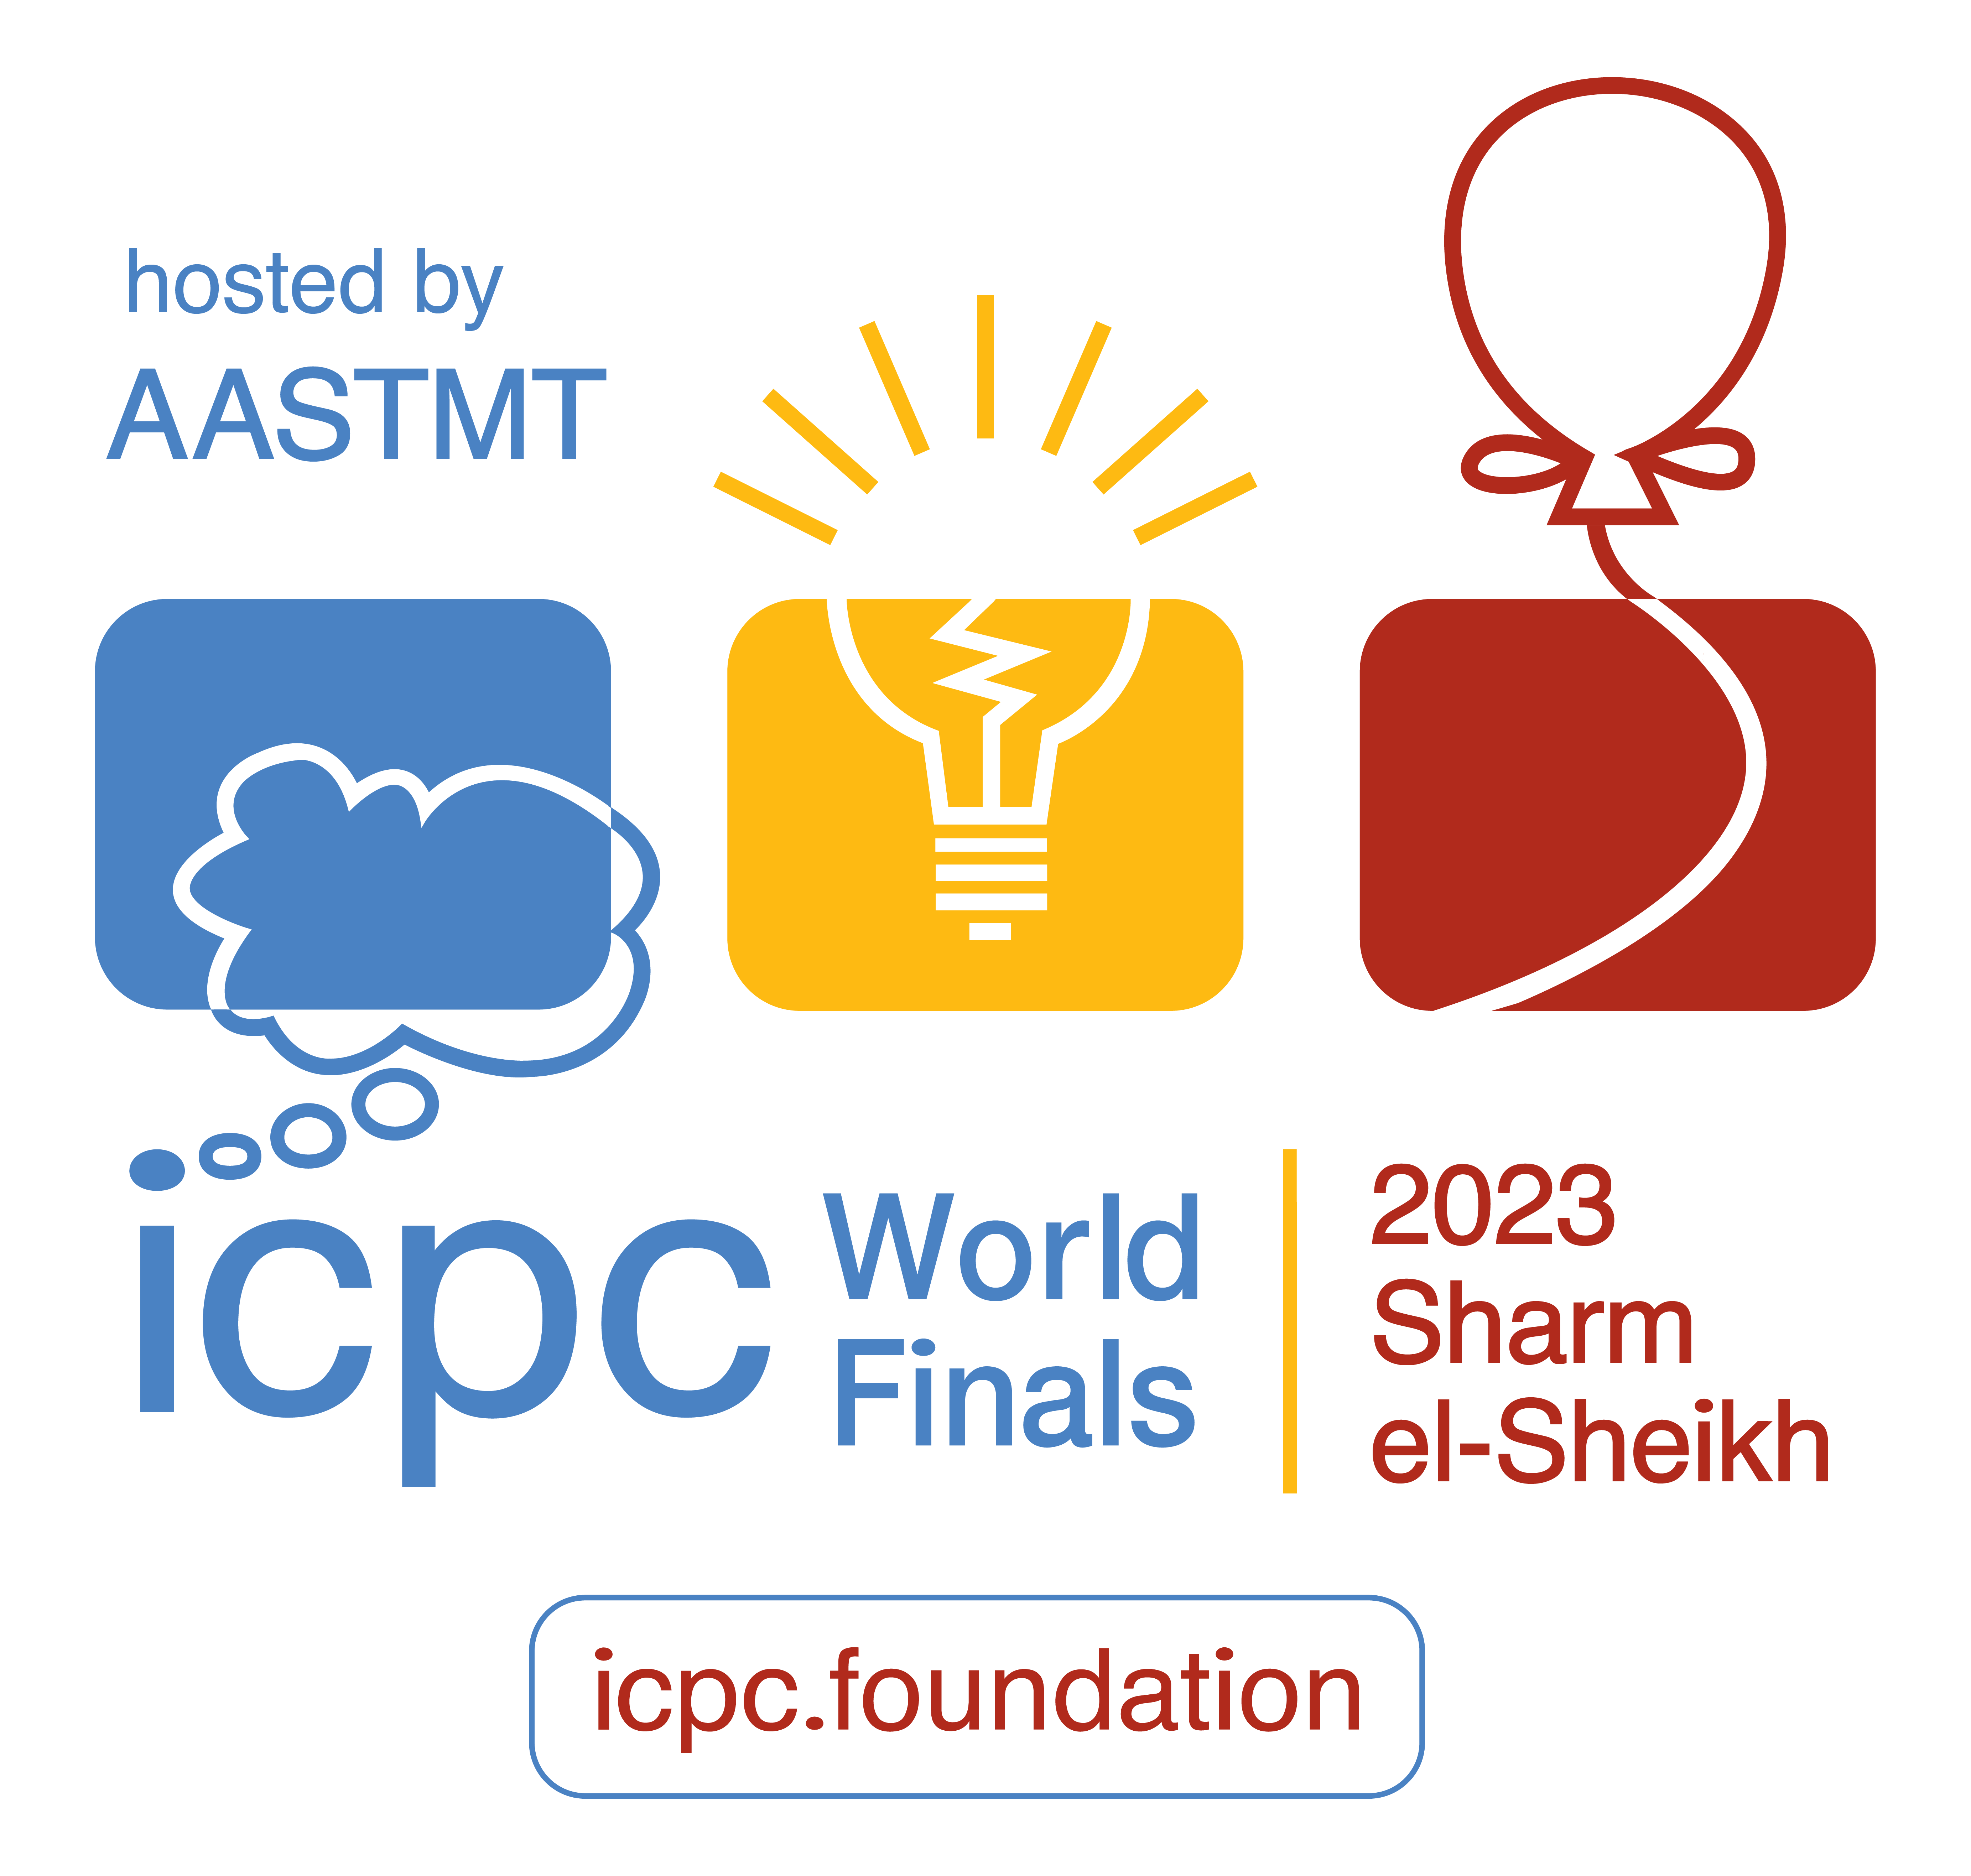 hosted by
AASTMT
icpc
World
Finals
2023
Sharm
el-Sheikh
icpc.foundation